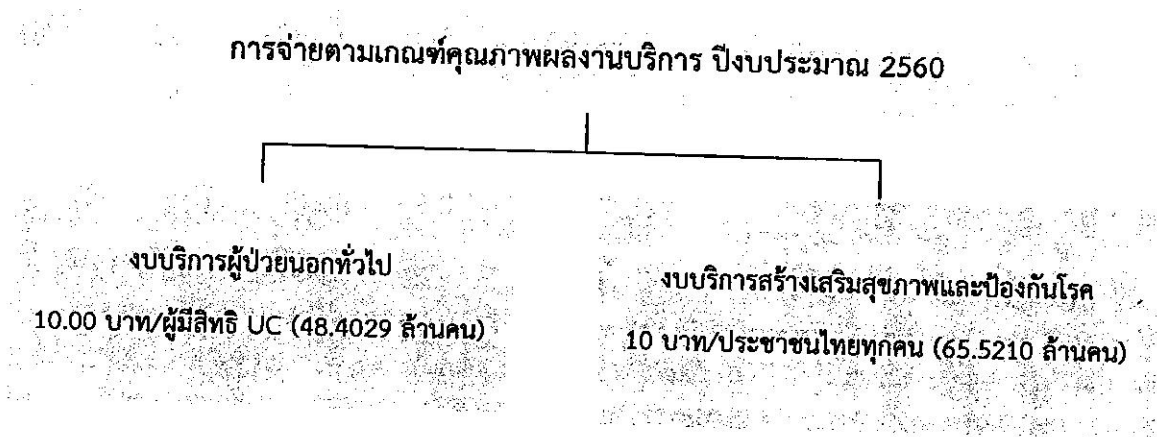 การจ่ายตามเกณฑ์คุณภาพผลงานบริการ ปีงบประมาณ 2560
งบบริการผู้ป่วยนอกทั่วไป
10.00 บาท/ผู้มีสิทธิ UC (48.4029 ล้านคน)
งบบริการสร้างเสริมสุขภาพและป้องกันโรค
10 บาท/ประชาชนไทยทุกคน (65.5210 ล้านคน)